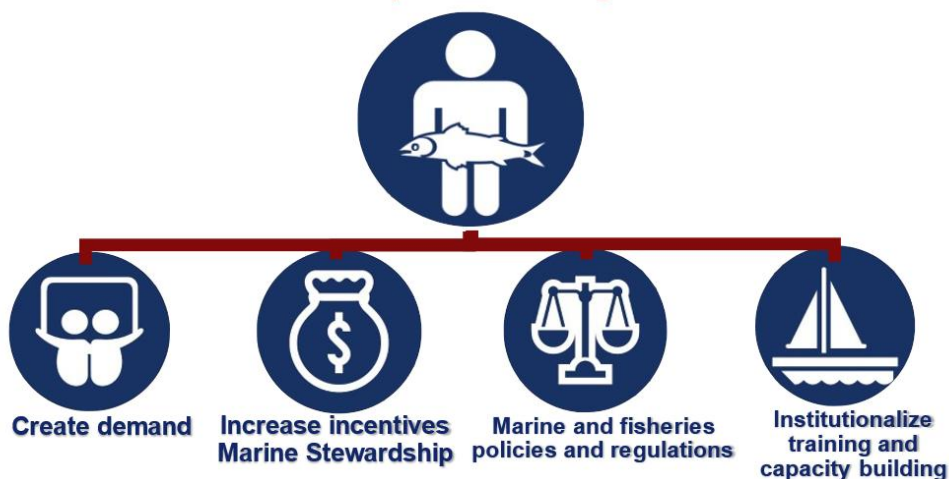 Create demand
Increase incentives
Marine Stewardship
Marine and fisheries
policies and regulations
Institutionalize
training and
capacity building
$